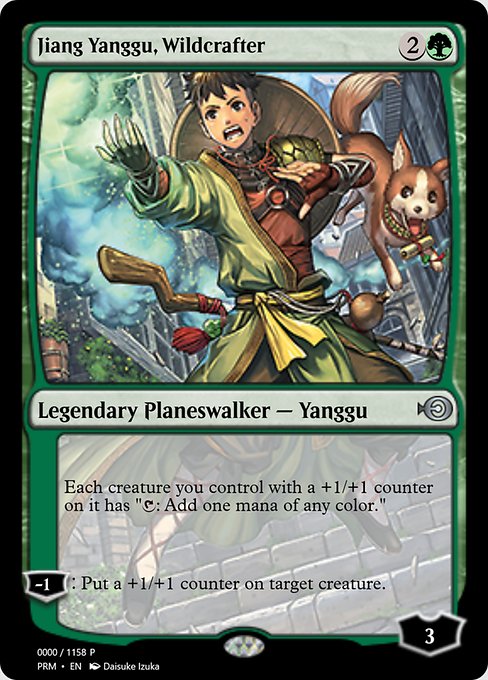 Jiang Yanggu, Wildcrafter 2
Legendary Planeswalker — Yanggu
Each creature you control with a +1/+1 counter
on it has "T: Add one mana of any color."
-1 : Put a +1/+1 counter on target creature.
3
0000 / 1158 P
PRM • EN Daisuke Izuka